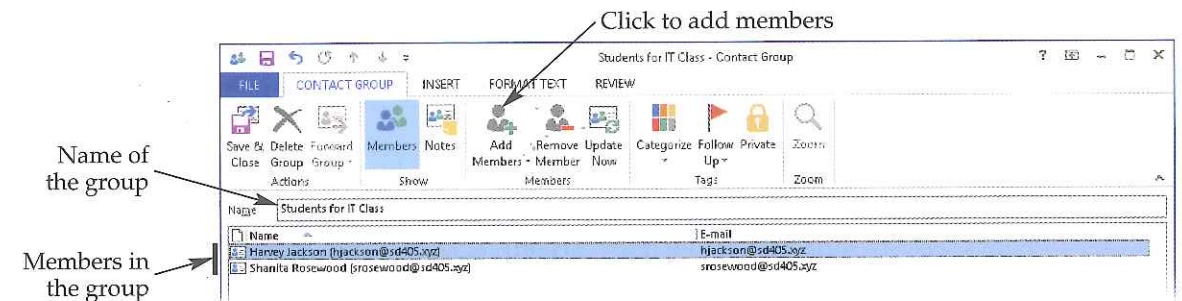 Click to add members
Students for IT Class - Contact Group
FILE CONTACT GROUP INSERT FORMAT TEXT REVIEW
Save & Delete Forward Members Notes Add Remove Update Categorize Follow Private Zoom
Close Group Group Members Member Now Up
Actions Show Members Tags Zoom
Name of
the group
Name Students for IT Class
Name E-mail
Harvey Jackson (hjackson@sd405.xyz) hjackson@sd405.xyz
Shanita Rosewood (srosewood@sd405.xyz) srosewood@sd405.xyz
Members in
the group